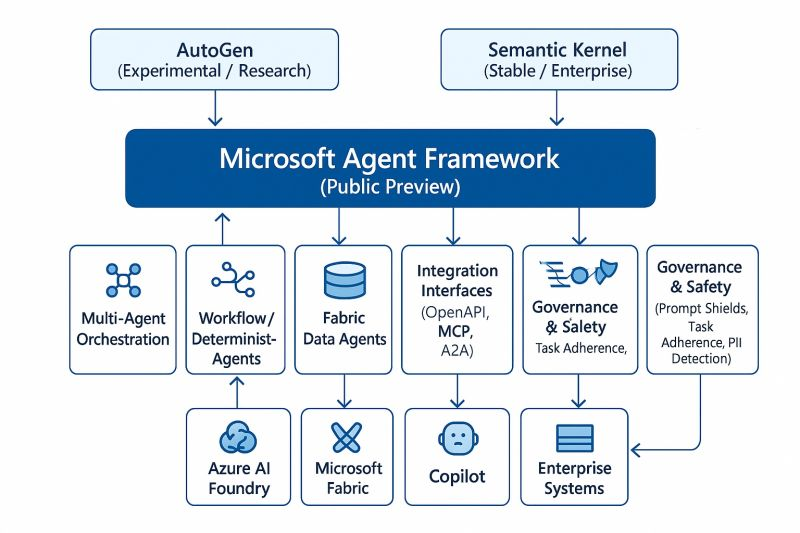 AutoGen
(Experimental / Research)
Semantic Kernel
(Stable / Enterprise)
Microsoft Agent Framework
(Public Preview)
Multi-Agent
Orchestration
Workflow/
Determinist-
Agents
Fabric
Data Agents
Integration
Interfaces
(OpenAPI,
MCP,
A2A)
Governance
& Salety
Task Adherence,
Governance
& Safety
(Prompt Shields,
Task
Adherence, PII
Detection)
Azure AI
Foundry
Microsoft
Fabric
Copilot
Enterprise
Systems